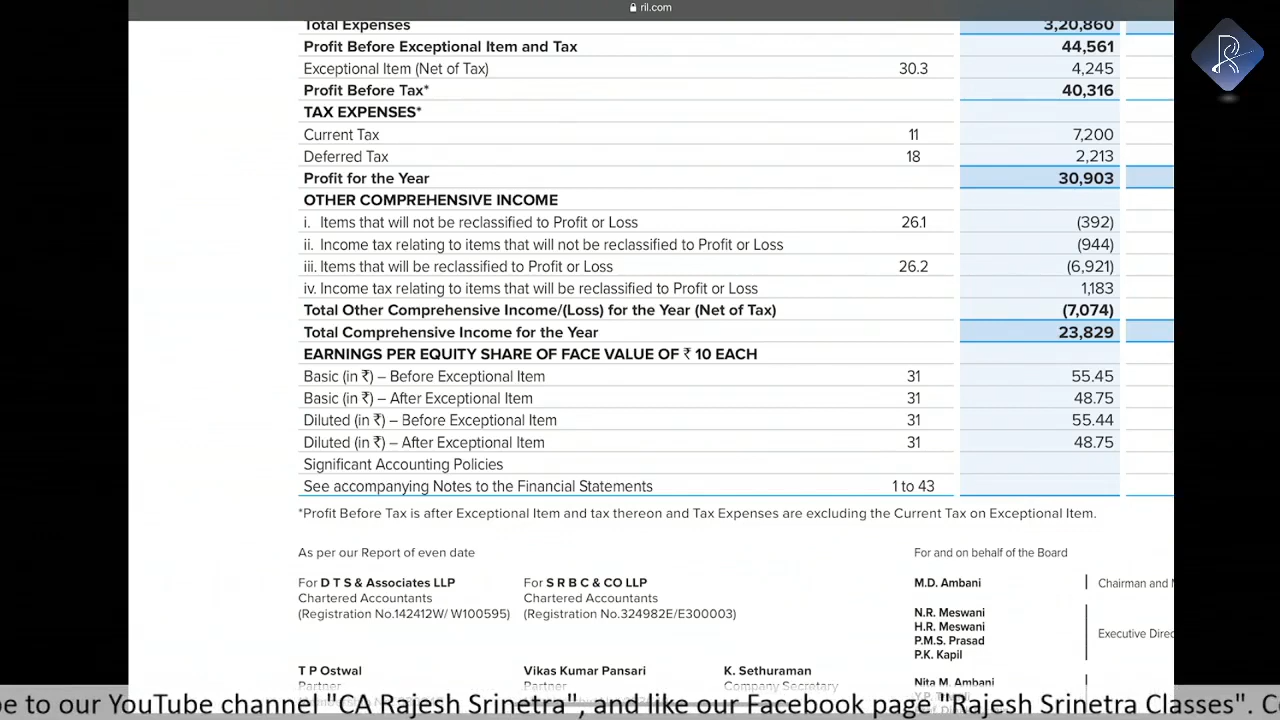 ril.com
Total Expenses 3,20,860
Profit Before Exceptional Item and Tax 44,561
Exceptional Item (Net of Tax) 30.3 4,245
Profit Before Tax* 40,316
TAX EXPENSES*
Current Tax 11 7,200
Deferred Tax 18 2,213
Profit for the Year 30,903
OTHER COMPREHENSIVE INCOME
i. Items that will not be reclassified to Profit or Loss 26.1 (392)
ii. Income tax relating to items that will not be reclassified to Profit or Loss (944)
iii. Items that will be reclassified to Profit or Loss 26.2 (6,921)
iv. Income tax relating to items that will be reclassified to Profit or Loss 1,183
Total Other Comprehensive Income/(Loss) for the Year (Net of Tax) (7,074)
Total Comprehensive Income for the Year 23,829
EARNINGS PER EQUITY SHARE OF FACE VALUE OF ₹ 10 EACH
Basic (in ₹) – Before Exceptional Item 31 55.45
Basic (in ₹) – After Exceptional Item 31 48.75
Diluted (in ₹) – Before Exceptional Item 31 55.44
Diluted (in ₹) – After Exceptional Item 31 48.75
Significant Accounting Policies
See accompanying Notes to the Financial Statements 1 to 43
*Profit Before Tax is after Exceptional Item and tax thereon and Tax Expenses are excluding the Current Tax on Exceptional Item.
As per our Report of even date For and on behalf of the Board
For D T S & Associates LLP For S R B C & CO LLP M.D. Ambani Chairman and
Chartered Accountants Chartered Accountants
(Registration No.142412W/ W100595) (Registration No.324982E/E300003)
N.R. Meswani
H.R. Meswani
P.M.S. Prasad Executive
P.K. Kapil
T P Ostwal Vikas Kumar Pansari K. Sethuraman
Partner Partner Company Secretary
Nita M. Ambani
to our YouTube channel "CA Rajesh Srinetra", and like our Facebook page "Rajesh Srinetra Classes".